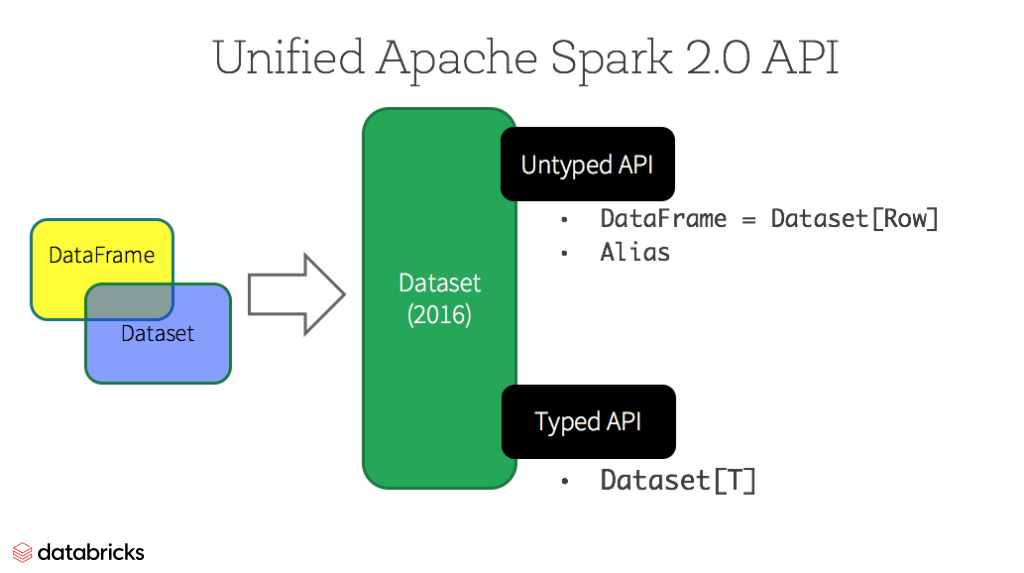 Unified Apache Spark 2.0 API
DataFrame
Dataset
Dataset
(2016)
Untyped API
• DataFrame = Dataset[Row]
• Alias
Typed API
• Dataset[T]
databricks